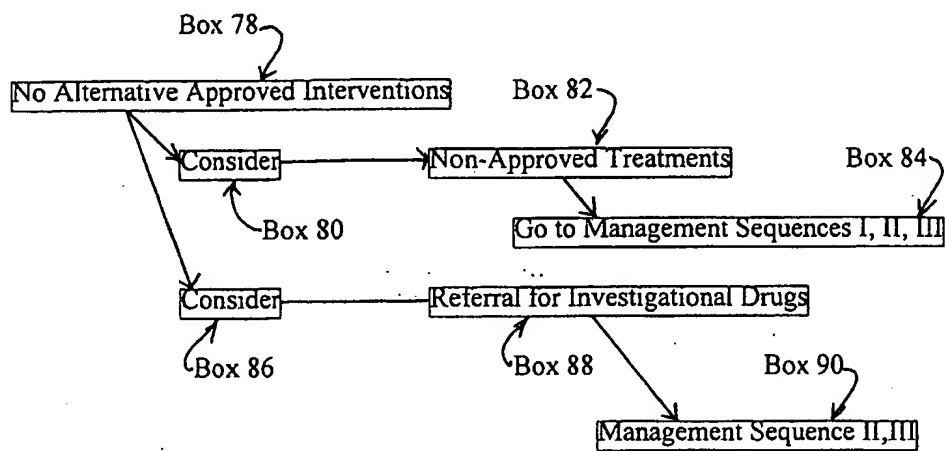 Box 78
No Alternative Approved Interventions
Box 82
Consider
Non-Approved Treatments
Box 84
Box 80
Go to Management Sequences I, II, III
Consider
Referral for Investigational Drugs
Box 86
Box 88
Box 90
Management Sequence II,III